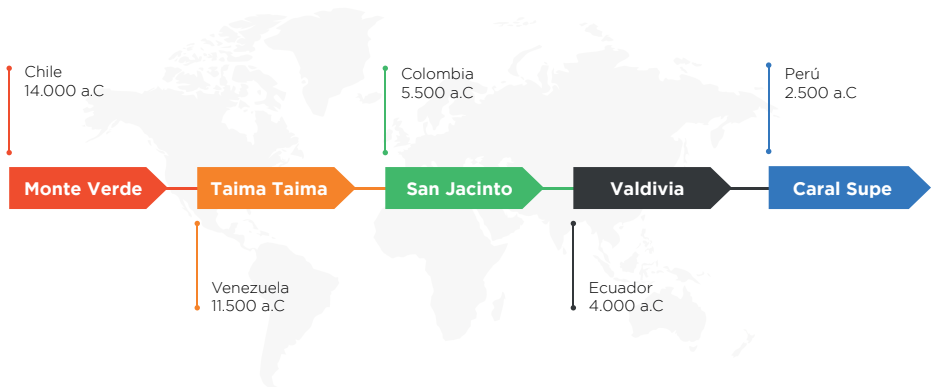 Chile
14.000 a.C
Colombia
5.500 a.C
Perú
2.500 a.C
Monte Verde
Taima Taima
San Jacinto
Valdivia
Caral Supe
Venezuela
11.500 a.C
Ecuador
4.000 a.C